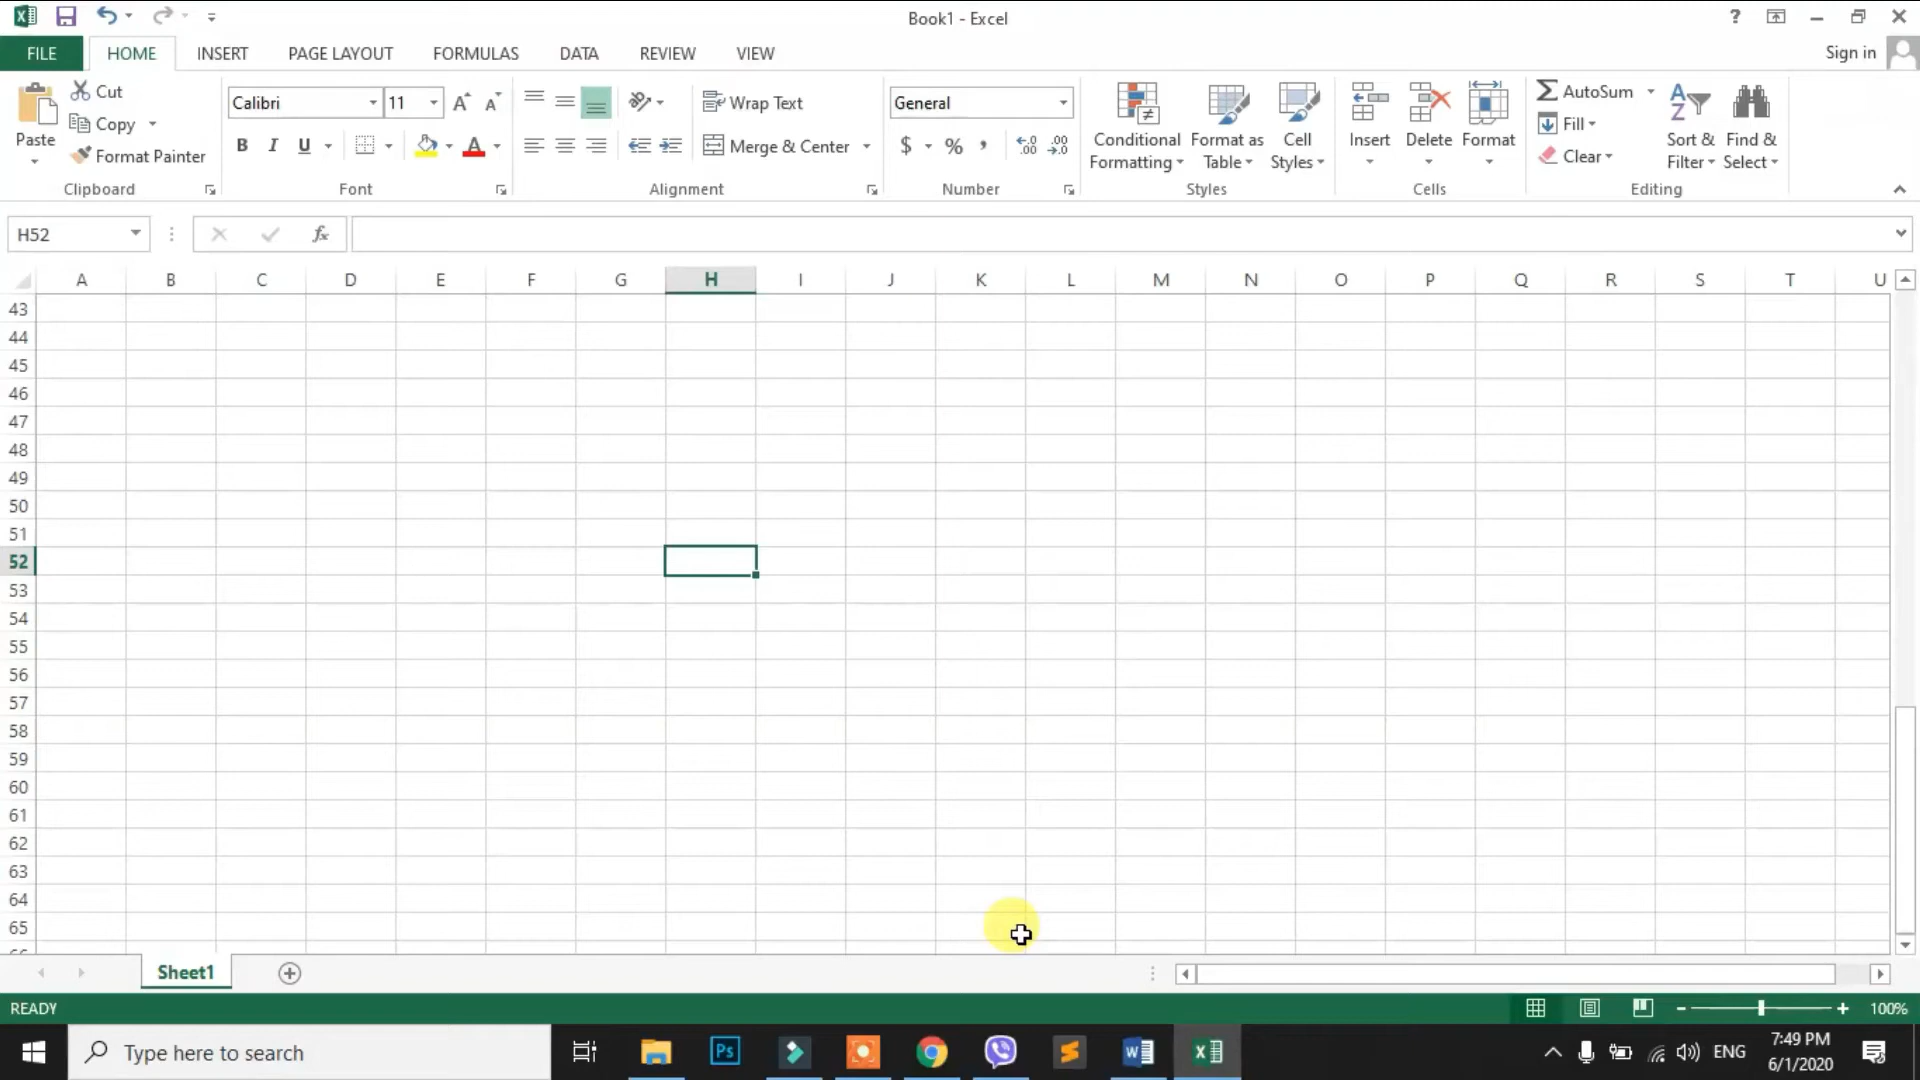 Book1 - Excel
?
FILE
HOME
INSERT
PAGE LAYOUT
FORMULAS
DATA
REVIEW
VIEW
Sign in
Paste
Cut
Copy
Format Painter
Clipboard
Calibri
11
B I U
Font
Wrap Text
Merge & Center
Alignment
General
$ %
Number
Conditional Formatting
Format as Table
Cell Styles
Styles
Insert
Delete
Format
Cells
AutoSum
Fill
Clear
Sort & Filter
Find & Select
Editing
H52
fx
A B C D E F G H I J K L M N O P Q R S T U
43
44
45
46
47
48
49
50
51
52
53
54
55
56
57
58
59
60
61
62
63
64
65
Sheet1
READY
100%
Type here to search
Ps
ENG
7:49 PM
6/1/2020